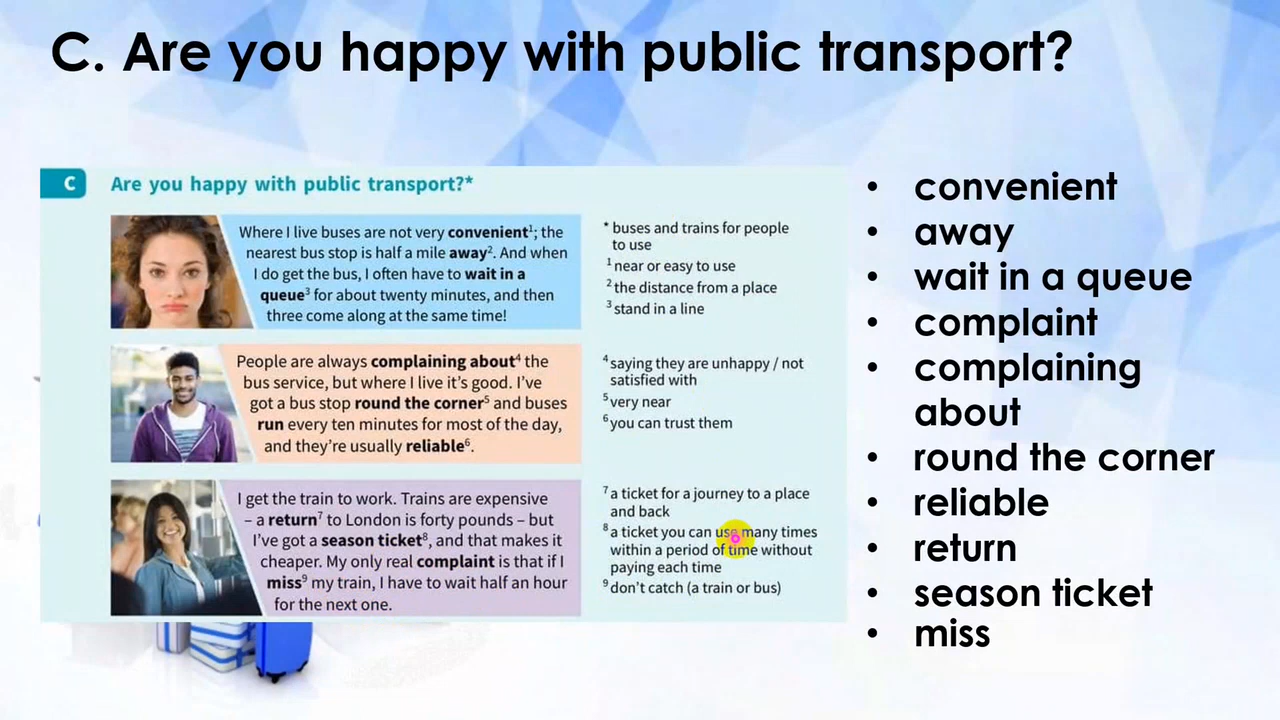 C. Are you happy with public transport?
C Are you happy with public transport?*
Where I live buses are not very convenient¹; the
nearest bus stop is half a mile away². And when
I do get the bus, I often have to wait in a
queue³ for about twenty minutes, and then
three come along at the same time!
* buses and trains for people
to use
¹ near or easy to use
² the distance from a place
³ stand in a line
People are always complaining about⁴ the
bus service, but where I live it's good. I've
got a bus stop round the corner⁵ and buses
run every ten minutes for most of the day,
and they're usually reliable⁶.
⁴ saying they are unhappy / not
satisfied with
⁵ very near
⁶ you can trust them
I get the train to work. Trains are expensive
– a return⁷ to London is forty pounds – but
I've got a season ticket⁸, and that makes it
cheaper. My only real complaint is that if I
miss⁹ my train, I have to wait half an hour
for the next one.
⁷ a ticket for a journey to a place
and back
⁸ a ticket you can use many times
within a period of time without
paying each time
⁹ don't catch (a train or bus)
• convenient
• away
• wait in a queue
• complaint
• complaining
about
• round the corner
• reliable
• return
• season ticket
• miss